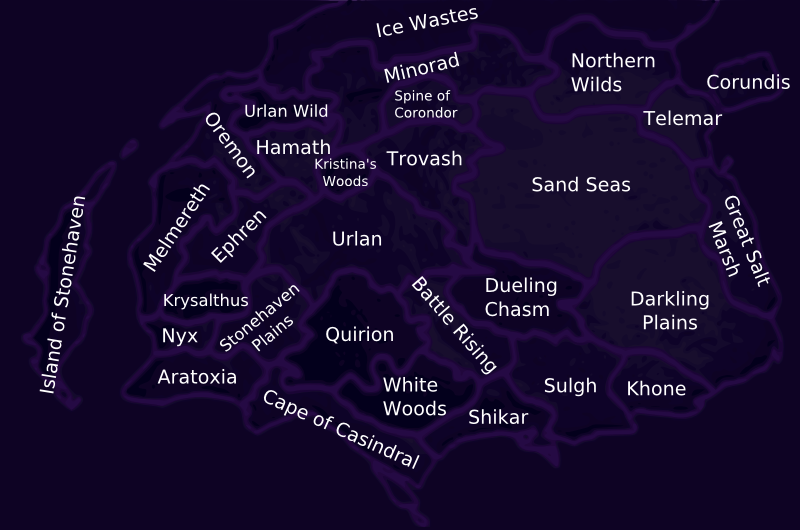 Ice Wastes
Minorad
Northern
Wilds
Corundis
Spine of
Corondor
Urlan Wild
Telemar
Oremon
Hamath
Kristina's
Woods
Trovash
Sand Seas
Melmereth
Ephren
Urlan
Great Salt
Marsh
Island of Stonehaven
Krysalthus
Stonehaven
Plains
Nyx
Quirion
Battle Rising
Dueling
Chasm
Darkling
Plains
Aratoxia
White
Woods
Sulgh
Khone
Shikar
Cape of Casindral